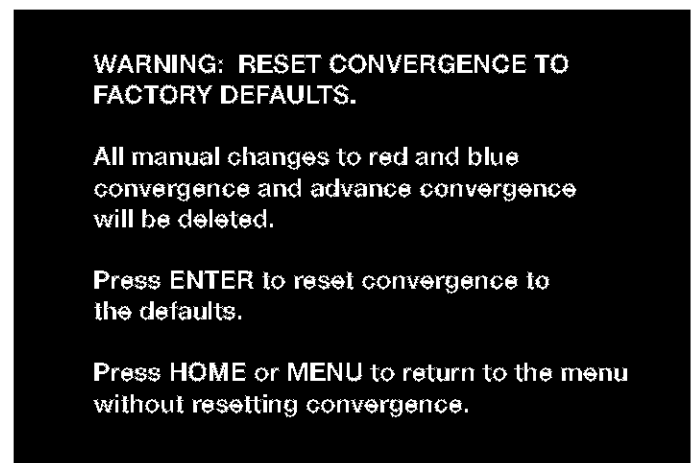 WARNING:  RESET CONVERGENCE TO
FACTORY DEFAULTS.
All manual changes to red and blue
convergence and advance convergence
will be deleted.
Press ENTER to reset convergence to
the defaults.
Press HOME or MENU to return to the menu
without resetting convergence.